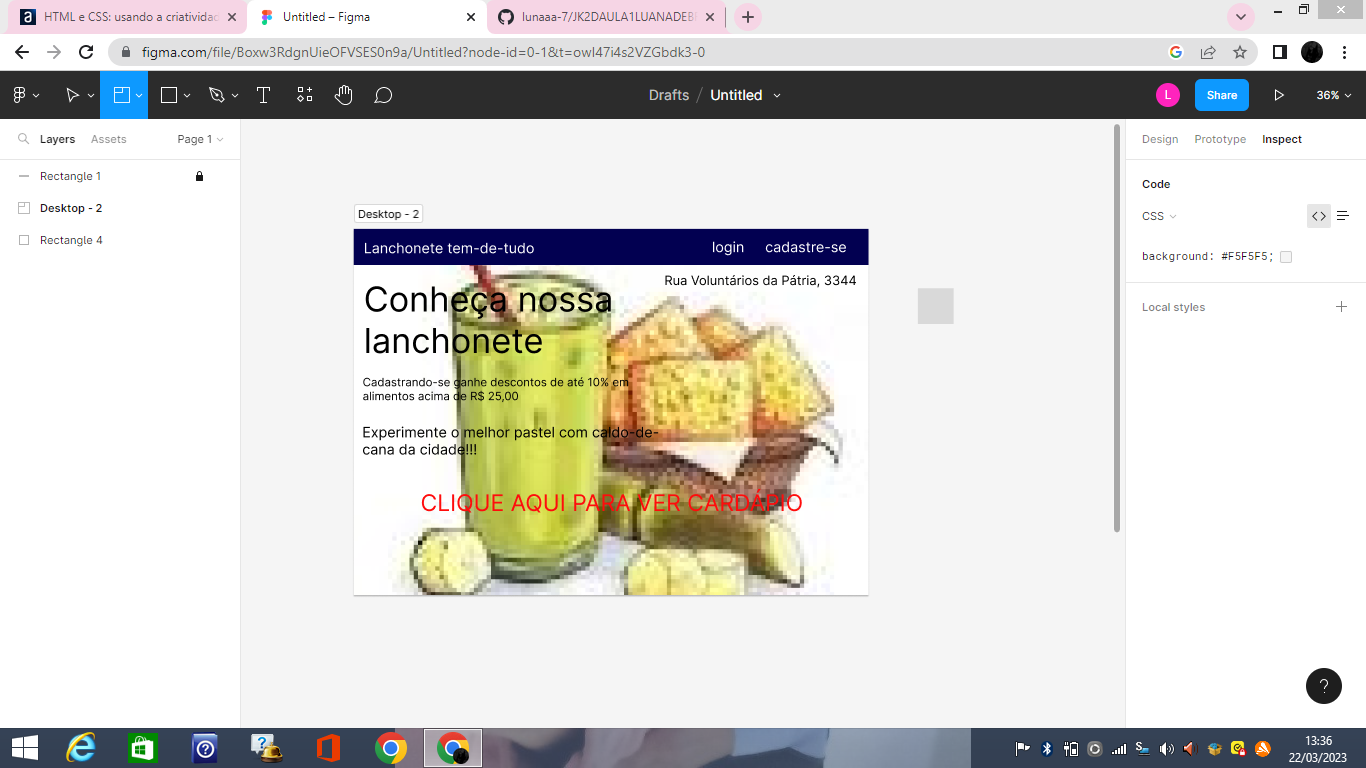 HTML e CSS: usando a criatividad
Untitled – Figma
lunaaa-7/JK2DAULA1LUANADEB
figma.com/file/Boxw3RdgnUieOFVSES0n9a/Untitled?node-id=0-1&t=owI47i4s2VZGbdk3-0
Drafts / Untitled
L
Share
36%
Layers
Assets
Page 1
Design
Prototype
Inspect
Rectangle 1
Desktop - 2
Rectangle 4
Code
CSS
background: #F5F5F5;
Local styles
Desktop - 2
Lanchonete tem-de-tudo
login
cadastre-se
Rua Voluntários da Pátria, 3344
Conheça nossa
lanchonete
Cadastrando-se ganhe descontos de até 10% em
alimentos acima de R$ 25,00
Experimente o melhor pastel com caldo-de-
cana da cidade!!!
CLIQUE AQUI PARA VER CARDÁPIO
?
13:36
22/03/2023